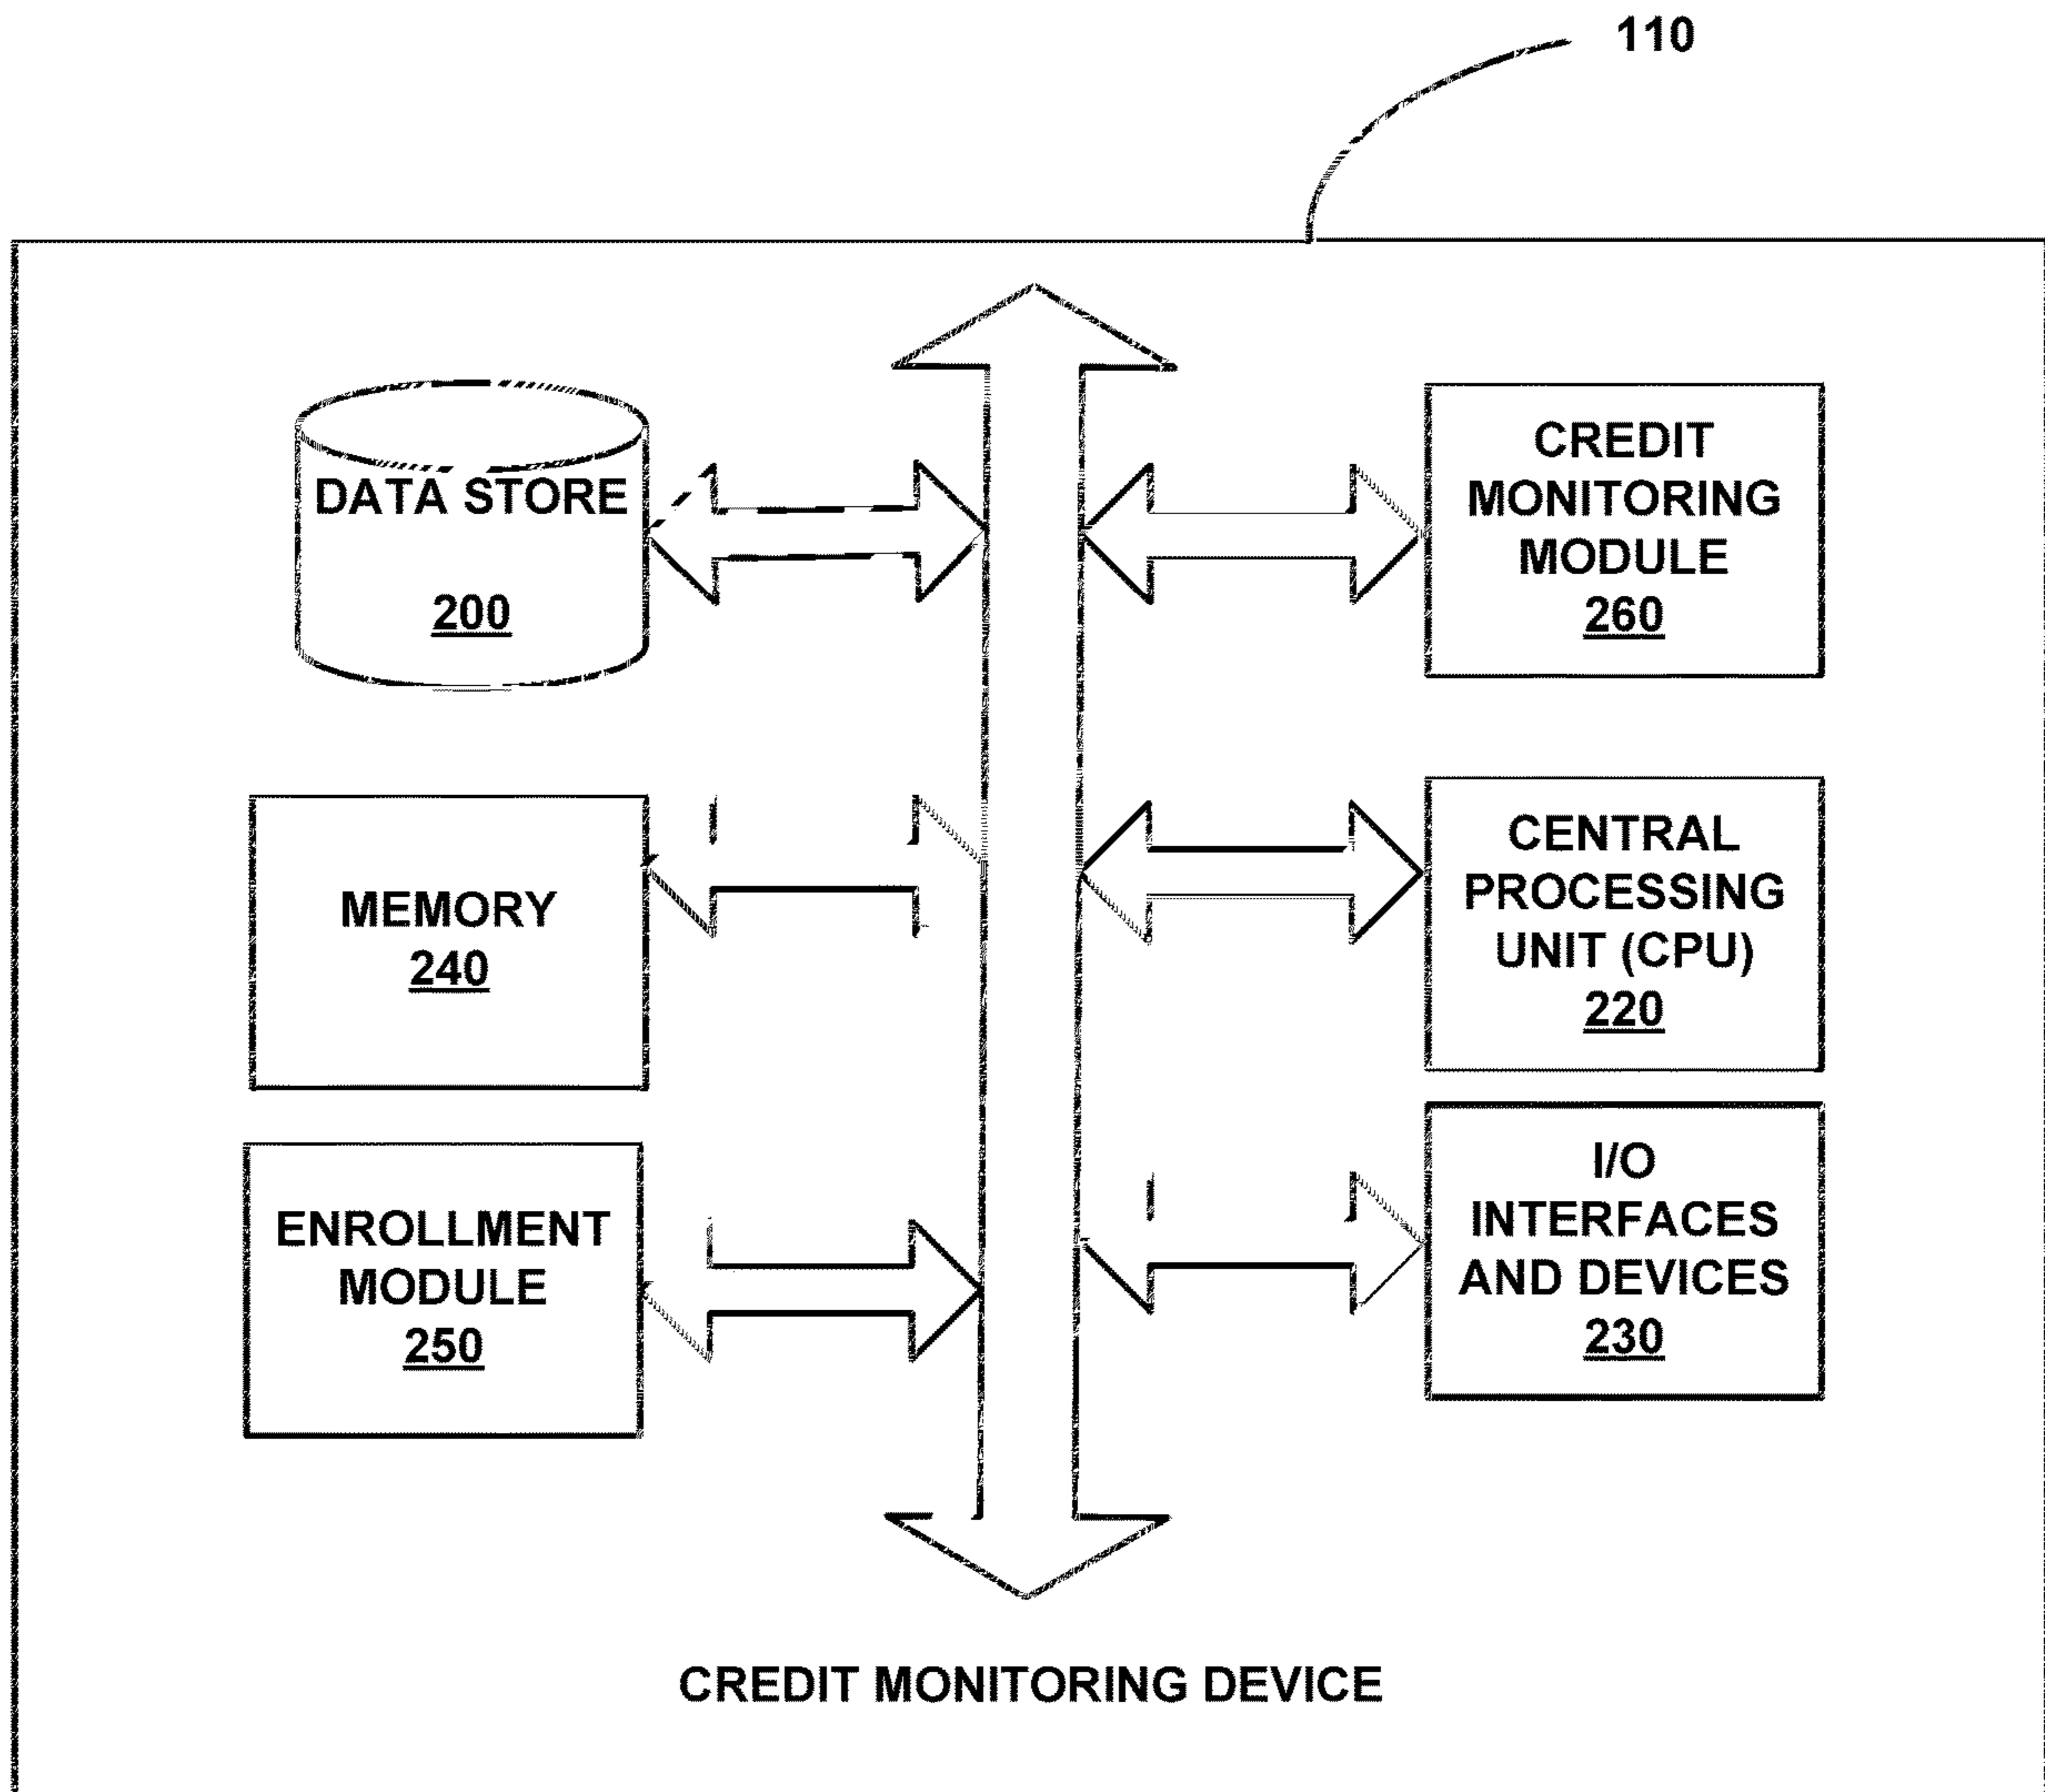 110
DATA STORE
200
CREDIT
MONITORING
MODULE
260
MEMORY
240
CENTRAL
PROCESSING
UNIT (CPU)
220
ENROLLMENT
MODULE
250
I/O
INTERFACES
AND DEVICES
230
CREDIT MONITORING DEVICE